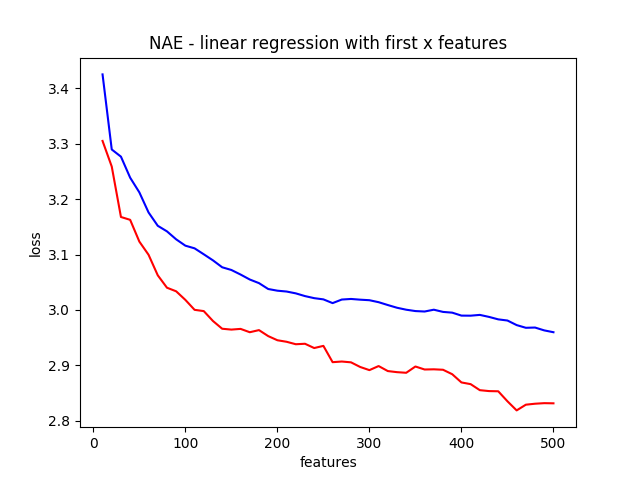 NAE - linear regression with first x features
3.4
3.3
3.2
3.1
3.0
2.9
2.8
loss
0 100 200 300 400 500
features